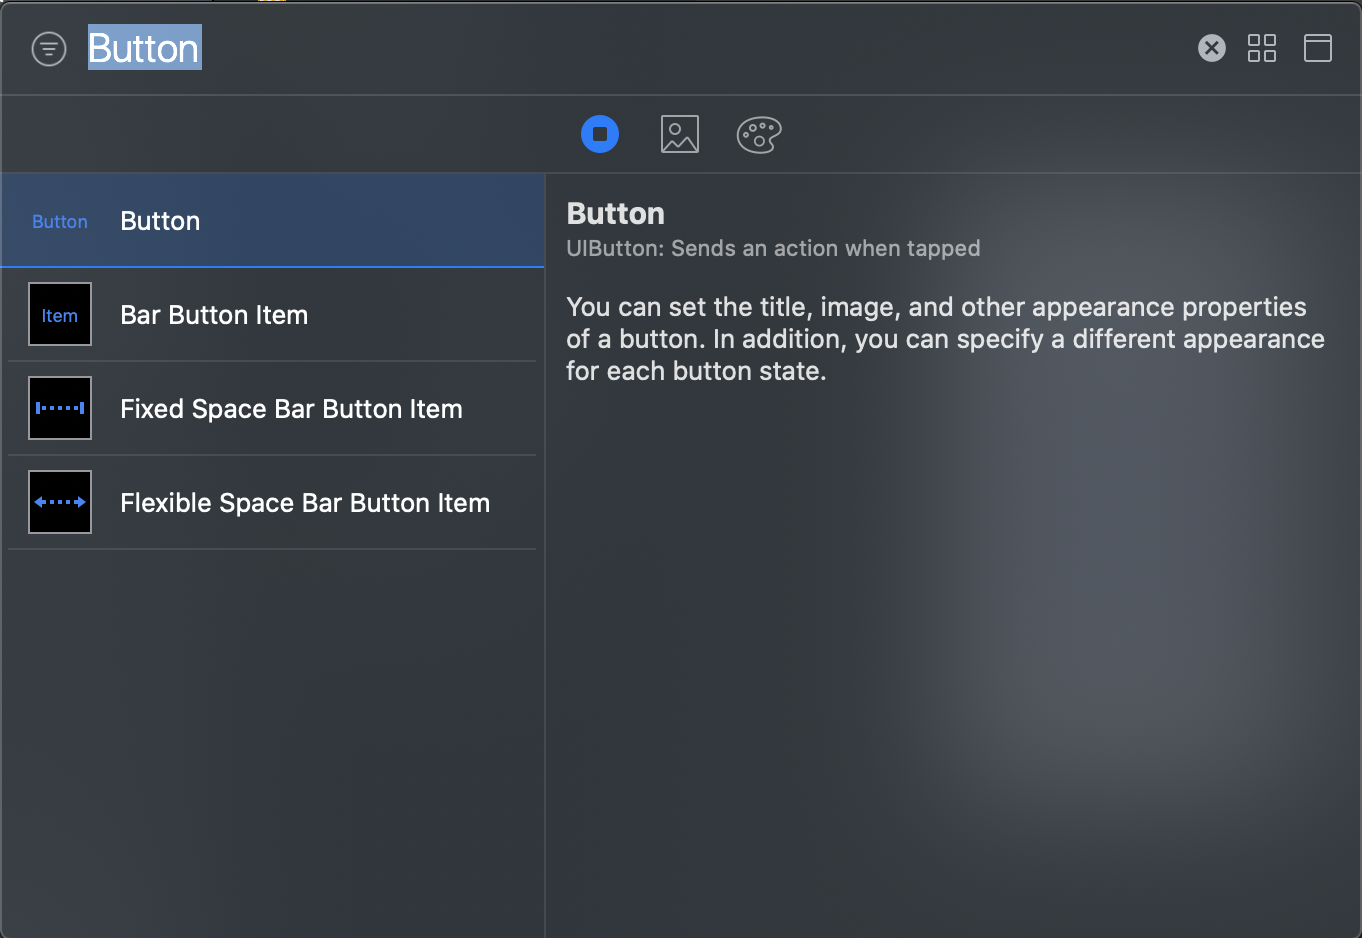 Button
Button Button
Item Bar Button Item
Fixed Space Bar Button Item
Flexible Space Bar Button Item
Button
UIButton: Sends an action when tapped
You can set the title, image, and other appearance properties
of a button. In addition, you can specify a different appearance
for each button state.